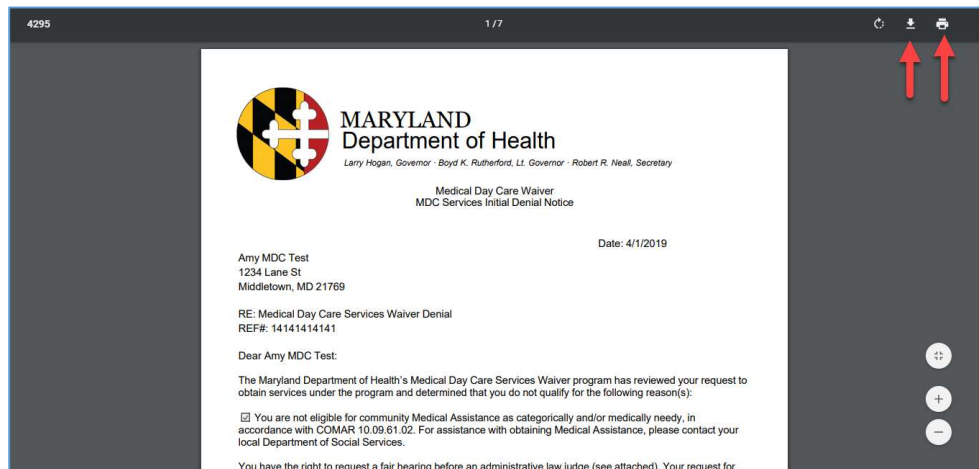 4295
1 / 7
MARYLAND
Department of Health
Larry Hogan, Governor · Boyd K. Rutherford, Lt. Governor · Robert R. Neall, Secretary
Medical Day Care Waiver
MDC Services Initial Denial Notice
Date: 4/1/2019
Amy MDC Test
1234 Lane St
Middletown, MD 21769
RE: Medical Day Care Services Waiver Denial
REF#: 14141414141
Dear Amy MDC Test:
The Maryland Department of Health's Medical Day Care Services Waiver program has reviewed your request to
obtain services under the program and determined that you do not qualify for the following reason(s):
☑ You are not eligible for community Medical Assistance as categorically and/or medically needy, in
accordance with COMAR 10.09.61.02. For assistance with obtaining Medical Assistance, please contact your
local Department of Social Services.
You have the right to request a fair hearing before an administrative law judge (see attached). Your request for